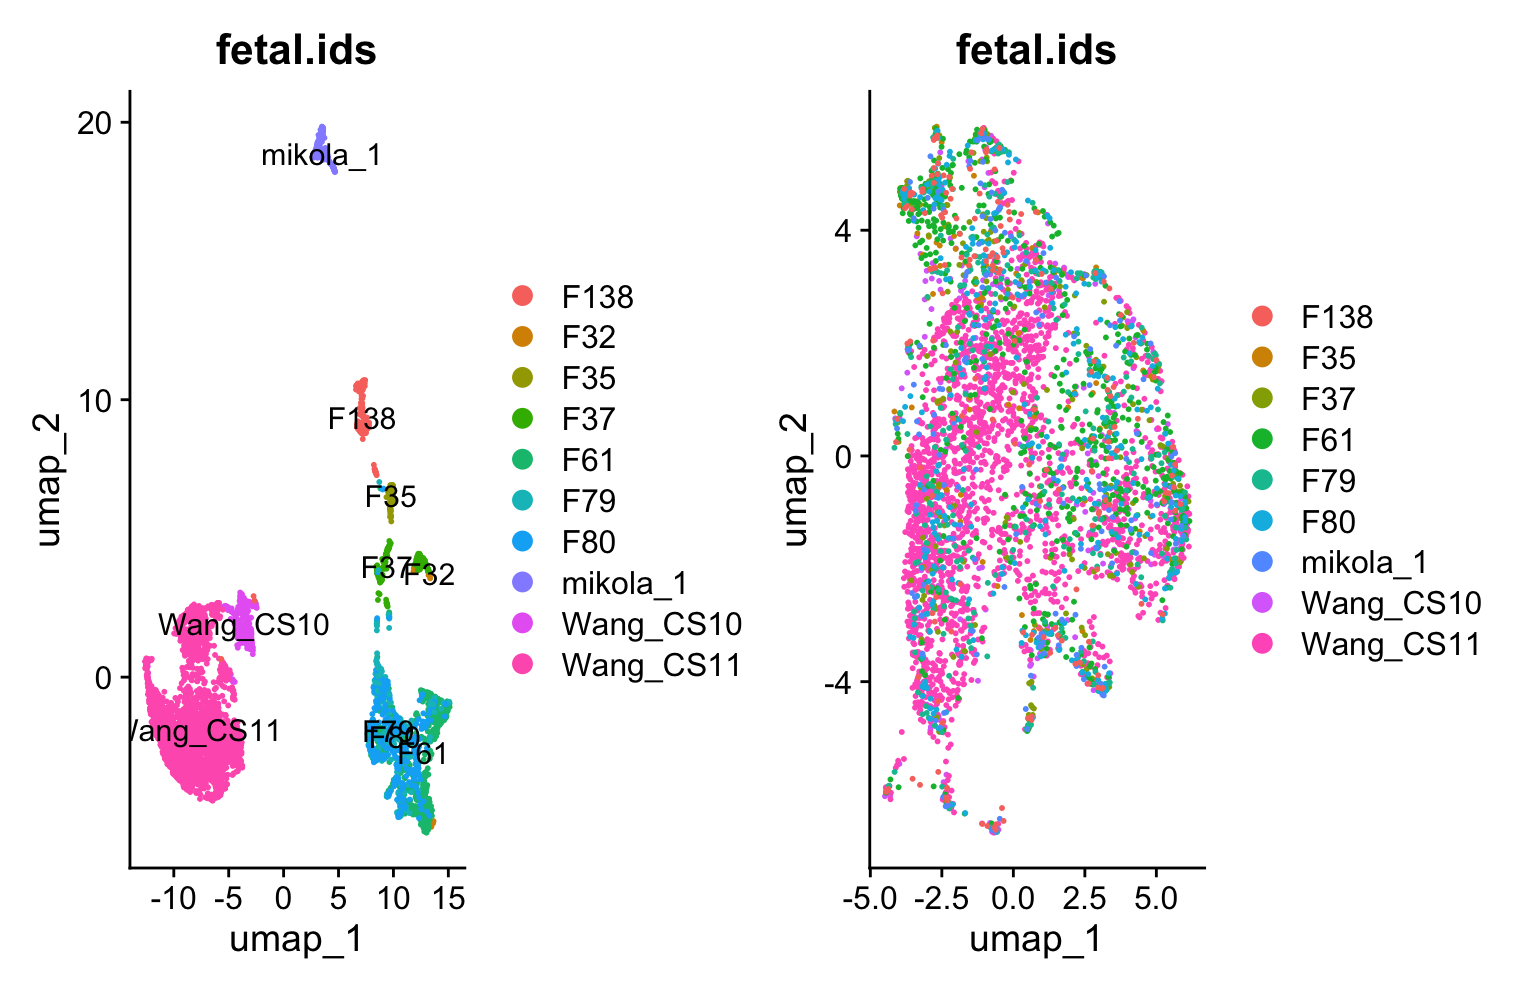 fetal.ids
umap_2
20
10
0
-10 -5 0 5 10 15
umap_1
mikola_1
F138
F35
F37
F32
Wang_CS10
Wang_CS11
F79
F80
F61
F138
F32
F35
F37
F61
F79
F80
mikola_1
Wang_CS10
Wang_CS11
fetal.ids
umap_2
4
0
-4
-5.0 -2.5 0.0 2.5 5.0
umap_1
F138
F35
F37
F61
F79
F80
mikola_1
Wang_CS10
Wang_CS11